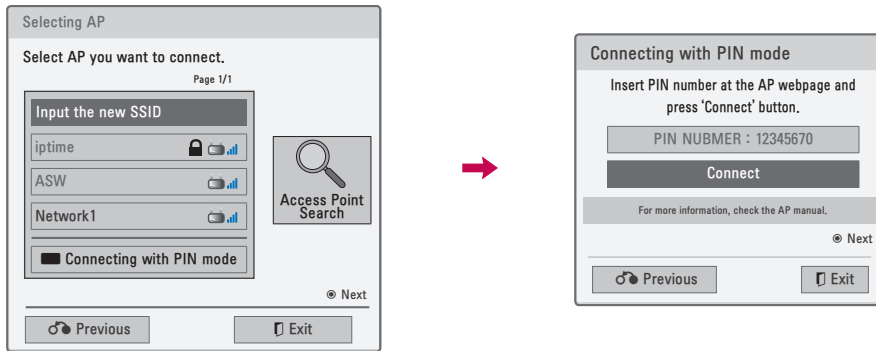 Selecting AP
Select AP you want to connect.
Page 1/1
Input the new SSID
iptime
ASW
Network1
Connecting with PIN mode
Access Point
Search
Next
Previous
Exit
Connecting with PIN mode
Insert PIN number at the AP webpage and
press ‘Connect’ button.
PIN NUBMER : 12345670
Connect
For more information, check the AP manual.
Next
Previous
Exit